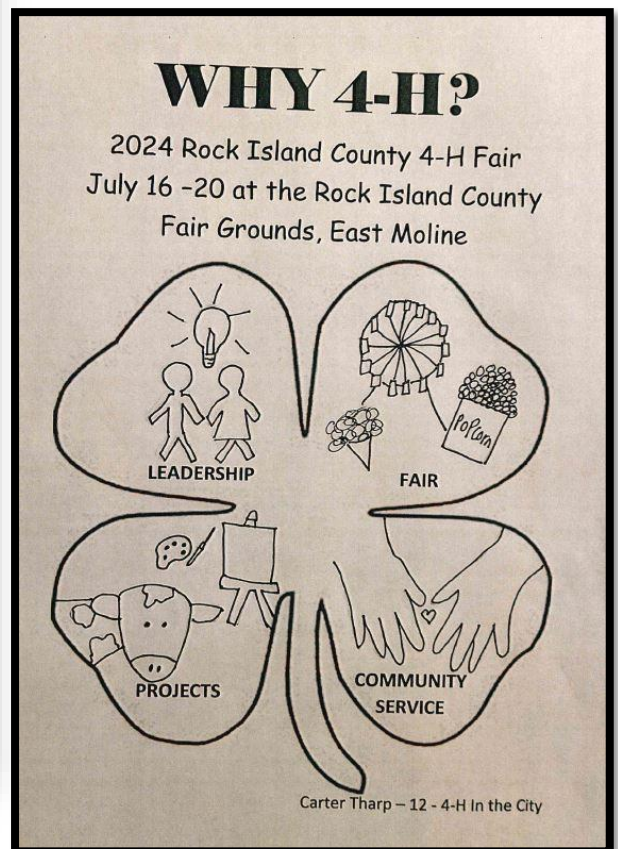 WHY 4-H?
2024 Rock Island County 4-H Fair
July 16 -20 at the Rock Island County
Fair Grounds, East Moline
LEADERSHIP
POPCorn
FAIR
PROJECTS
COMMUNITY
SERVICE
Carter Tharp – 12 - 4-H In the City